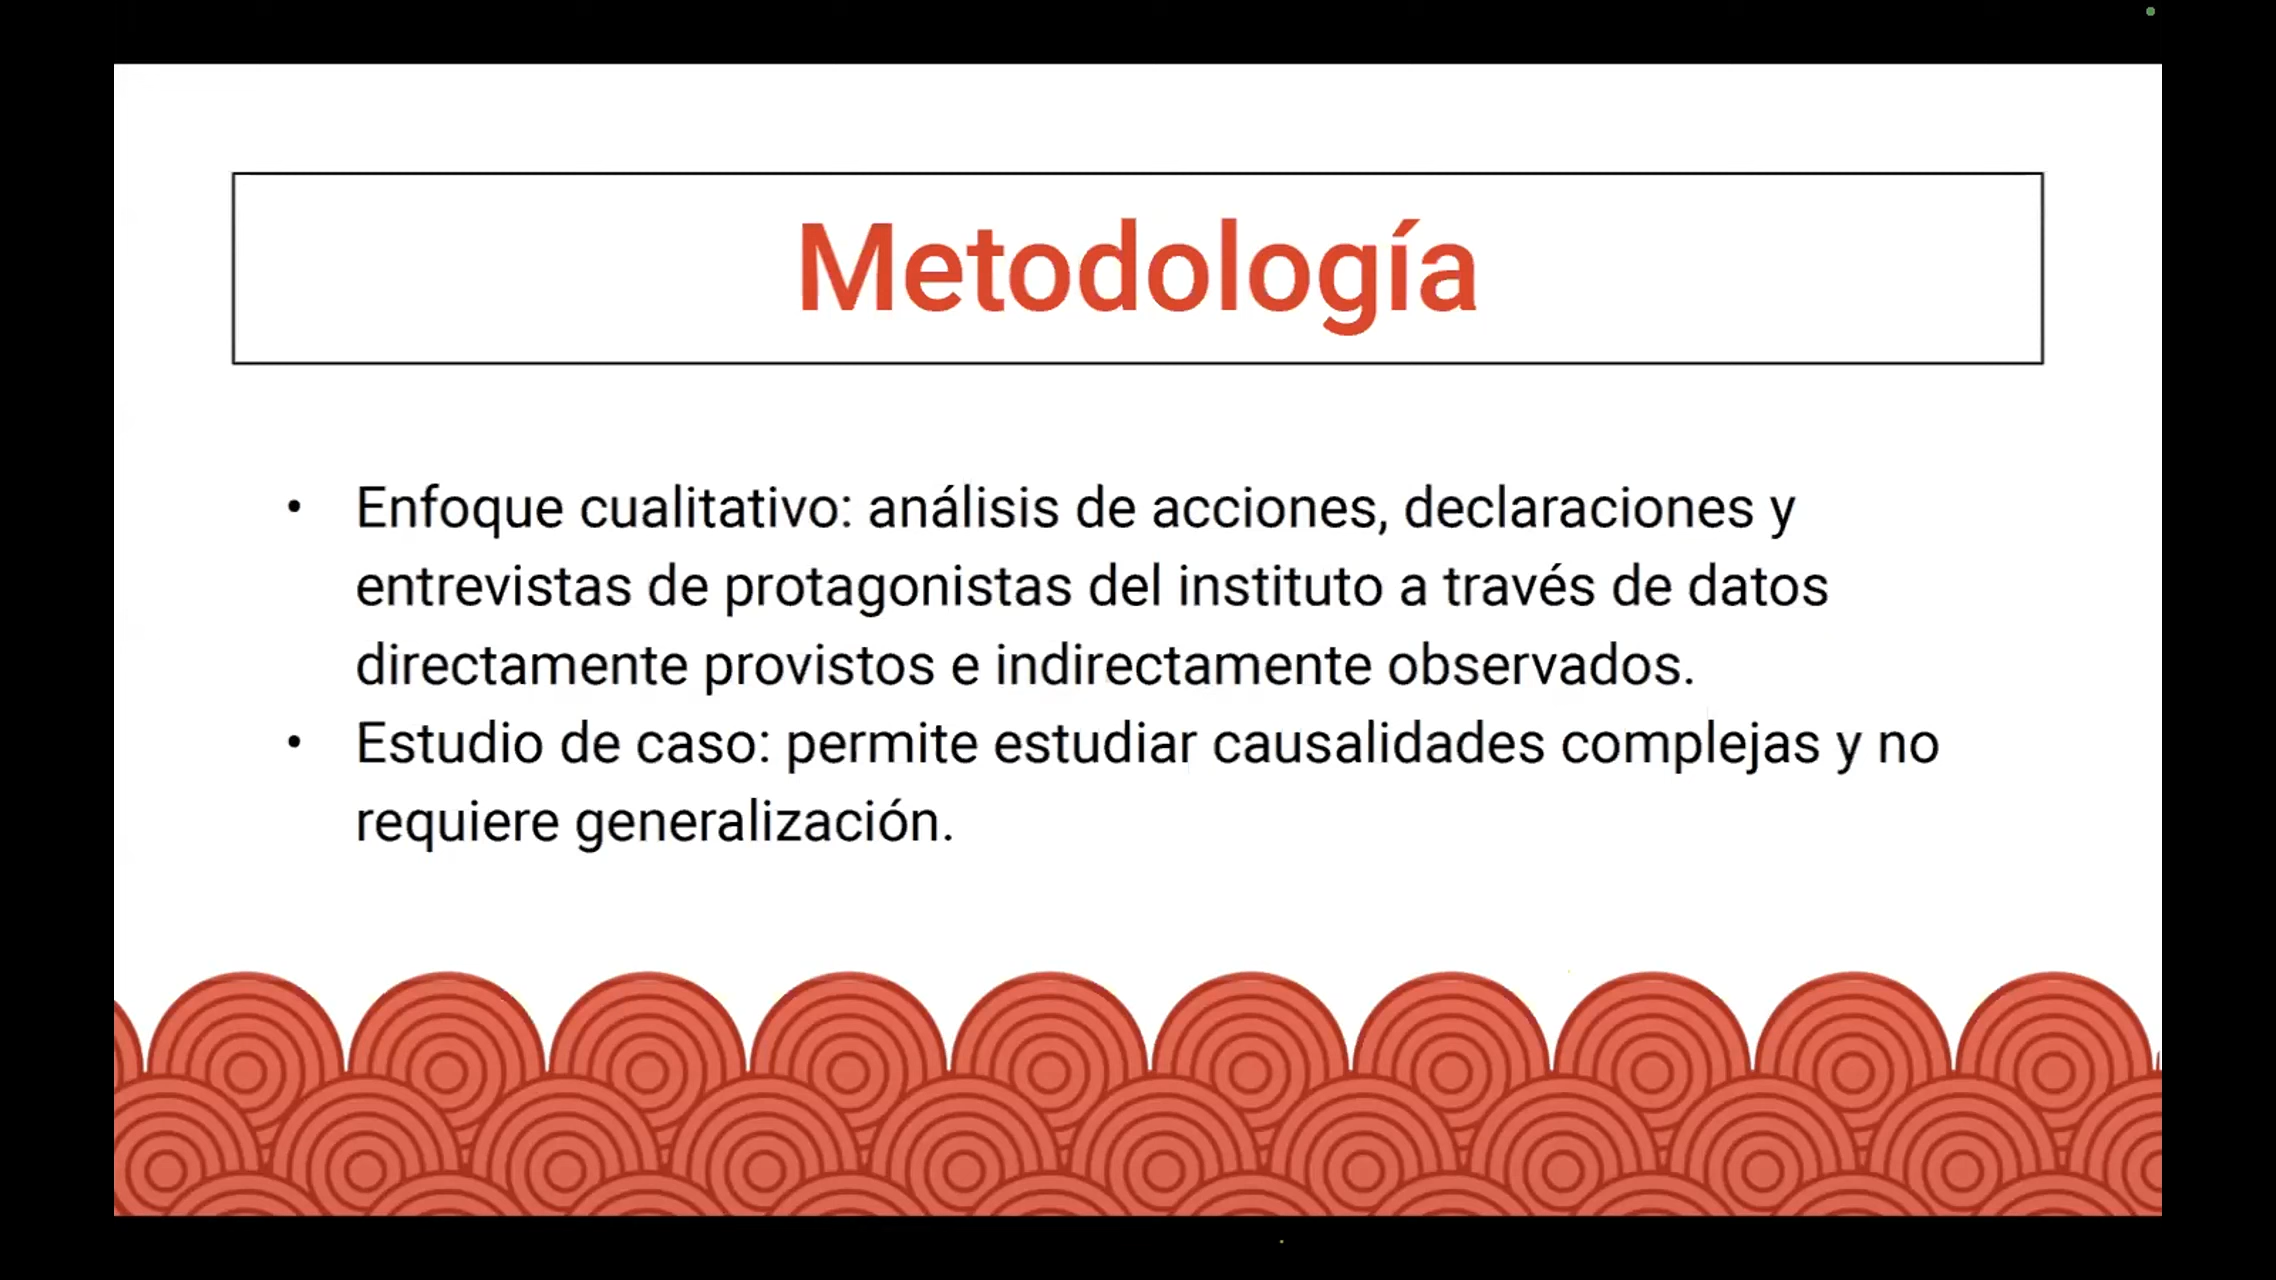 Metodología
• Enfoque cualitativo: análisis de acciones, declaraciones y
entrevistas de protagonistas del instituto a través de datos
directamente provistos e indirectamente observados.
• Estudio de caso: permite estudiar causalidades complejas y no
requiere generalización.